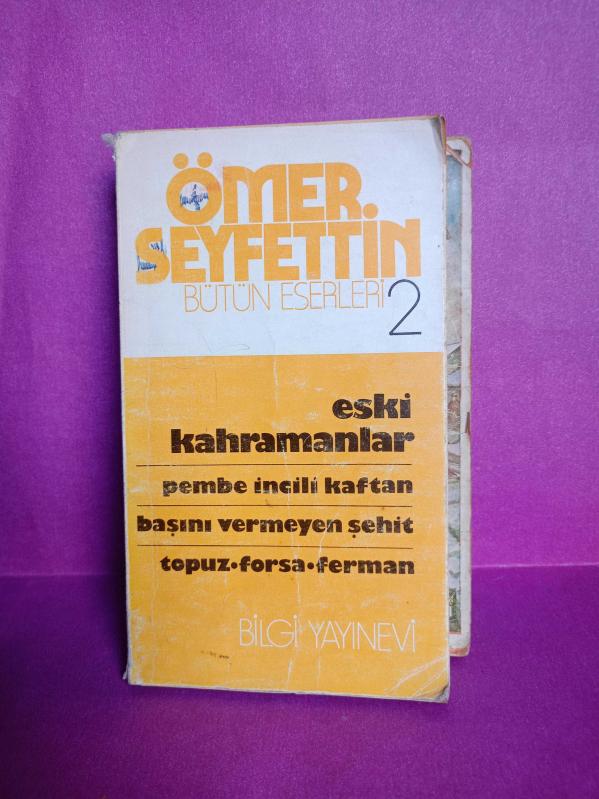 ÖMER
SEYFETTİN
BÜTÜN ESERLERİ 2
eski
kahramanlar
pembe incili kaftan
başını vermeyen şehit
topuz•forsa•ferman
BİLGİ YAYINEVİ